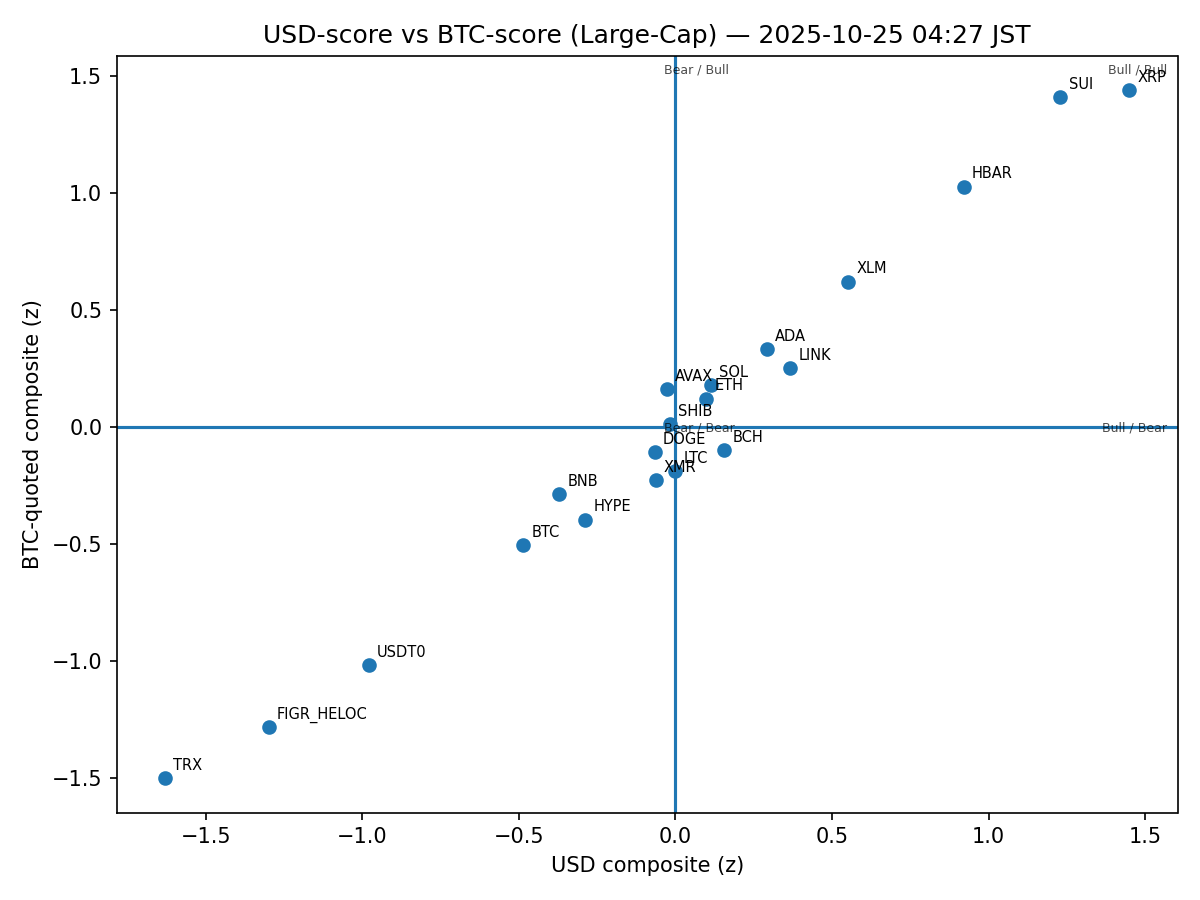 USD-score vs BTC-score (Large-Cap) — 2025-10-25 04:27 JST
Bear / Bull
Bull / Bull
XRP
SUI
HBAR
XLM
ADA
LINK
AVAX
SOL
ETH
SHIB
Bear / Bear
Bull / Bear
DOGE
BCH
LTC
XMR
BNB
HYPE
BTC
USDT0
FIGR_HELOC
TRX
1.5
1.0
0.5
0.0
−0.5
−1.0
−1.5
BTC-quoted composite (z)
−1.5
−1.0
−0.5
0.0
0.5
1.0
1.5
USD composite (z)